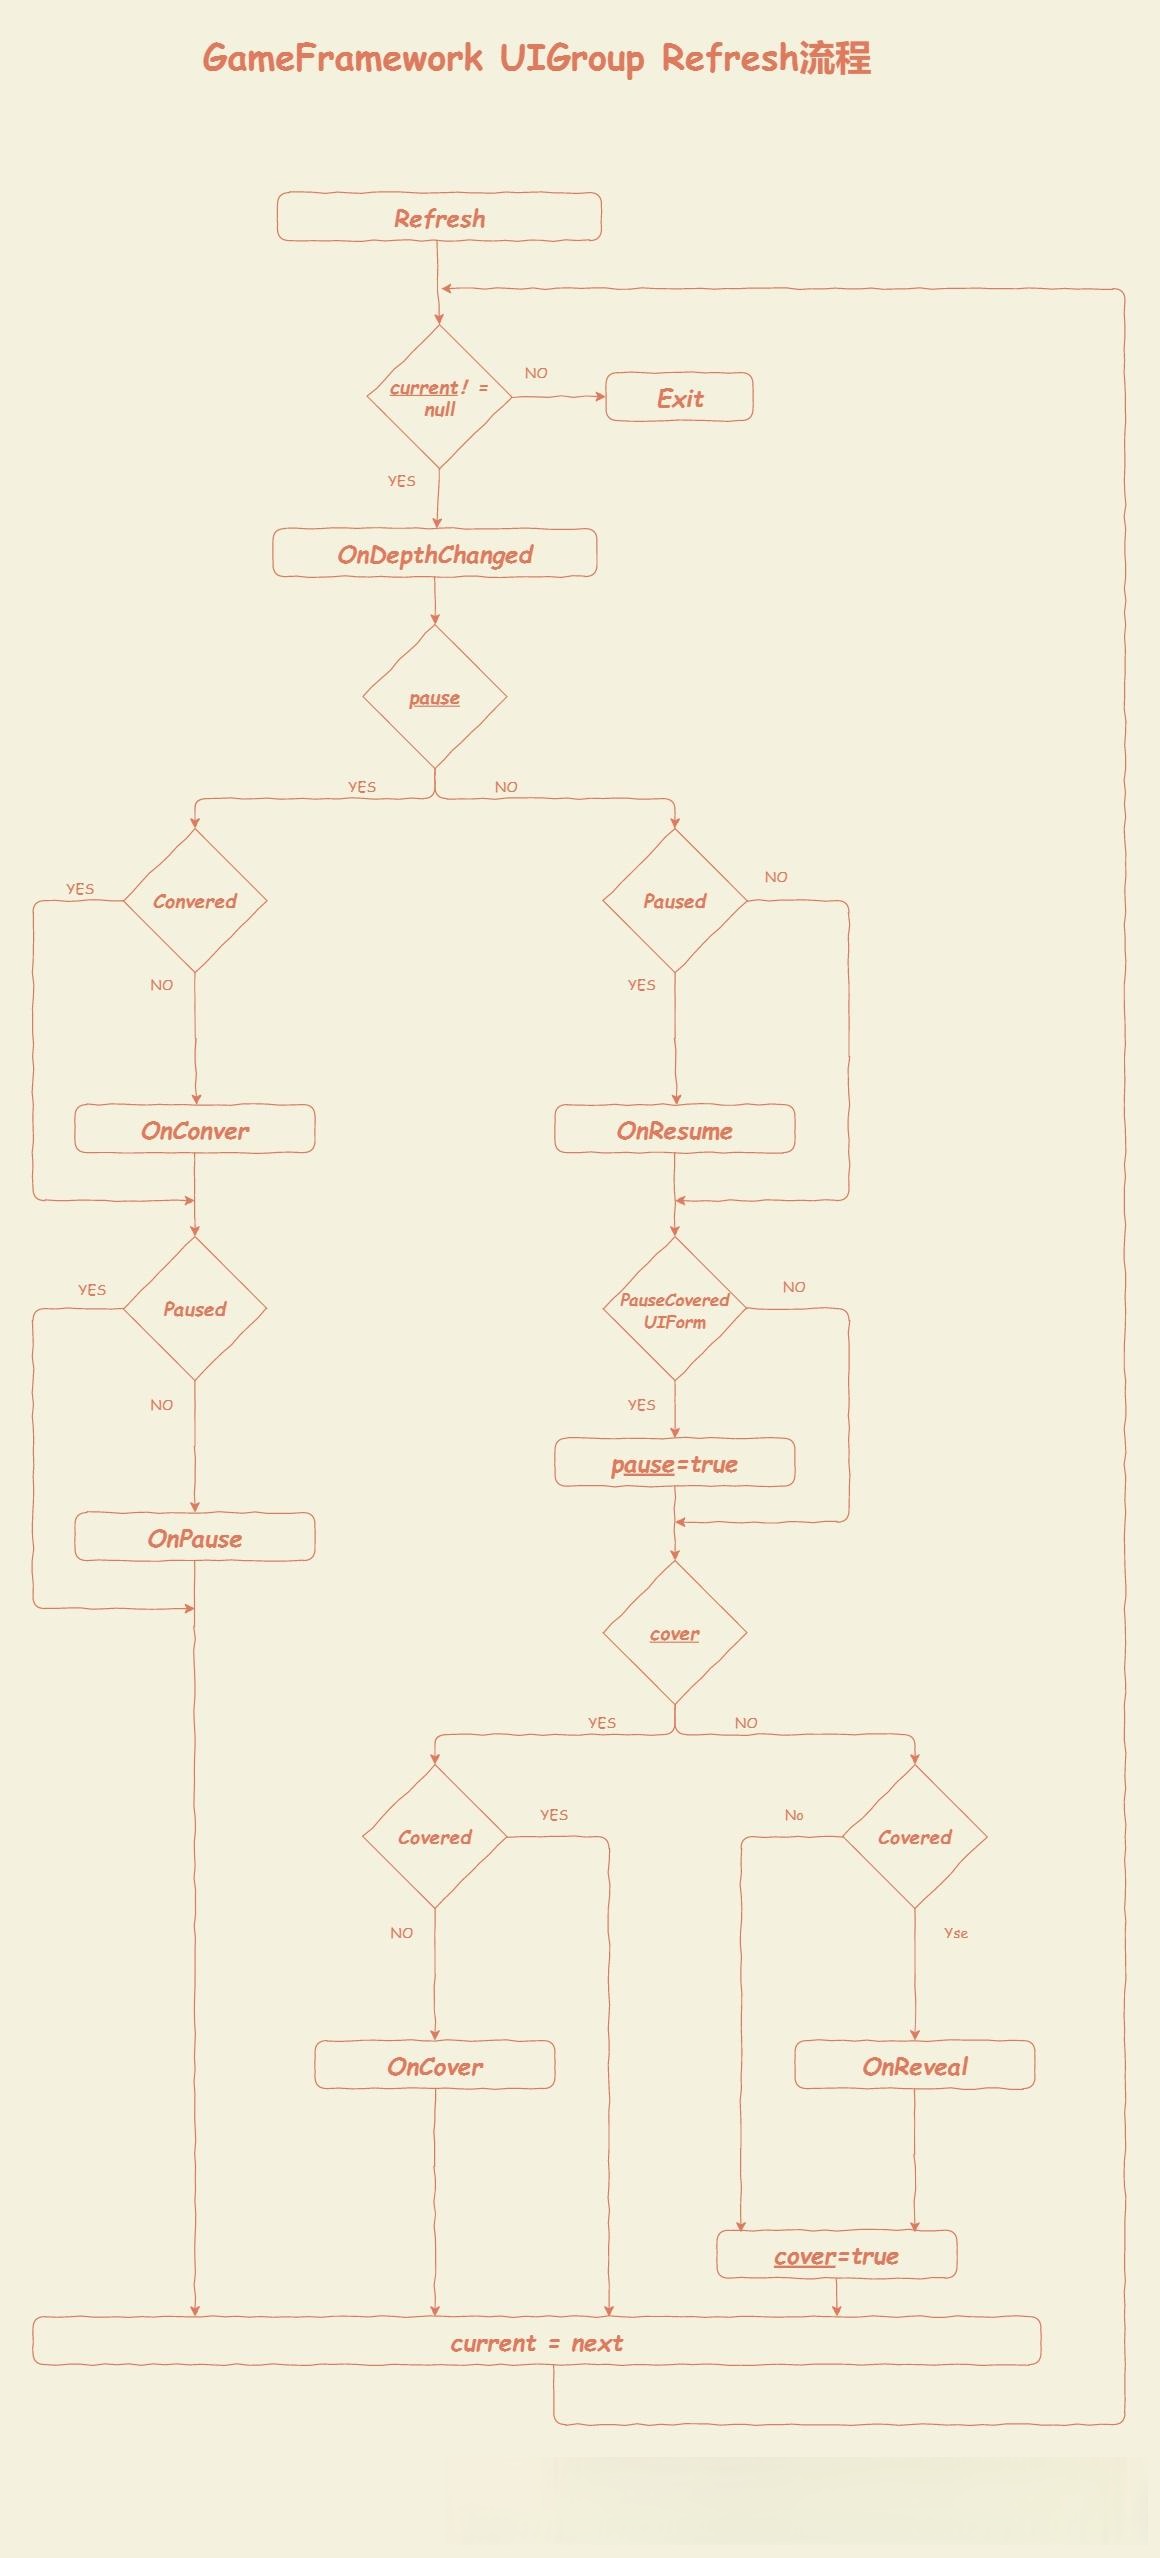 GameFramework UIGroup Refresh流程
Refresh
current! =
null
NO
Exit
YES
OnDepthChanged
pause
YES
NO
Convered
YES
NO
Paused
NO
YES
OnConver
OnResume
Paused
YES
NO
PauseCovered
UIForm
NO
YES
pause=true
OnPause
cover
YES
NO
Covered
YES
NO
Covered
No
Yse
OnCover
OnReveal
cover=true
current = next